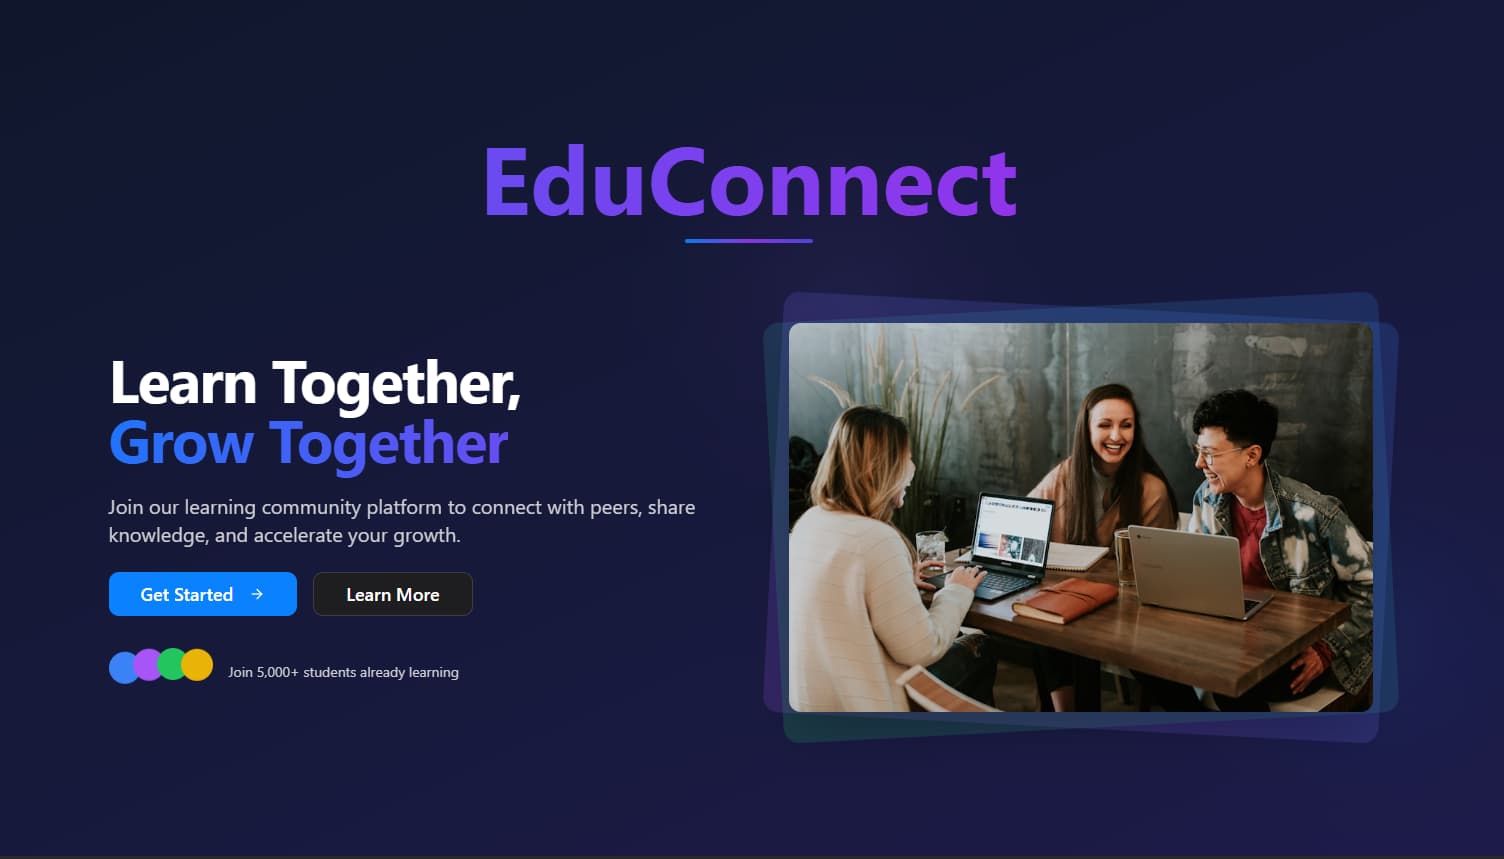 EduConnect
Learn Together,
Grow Together
Join our learning community platform to connect with peers, share
knowledge, and accelerate your growth.
Get Started →
Learn More
Join 5,000+ students already learning